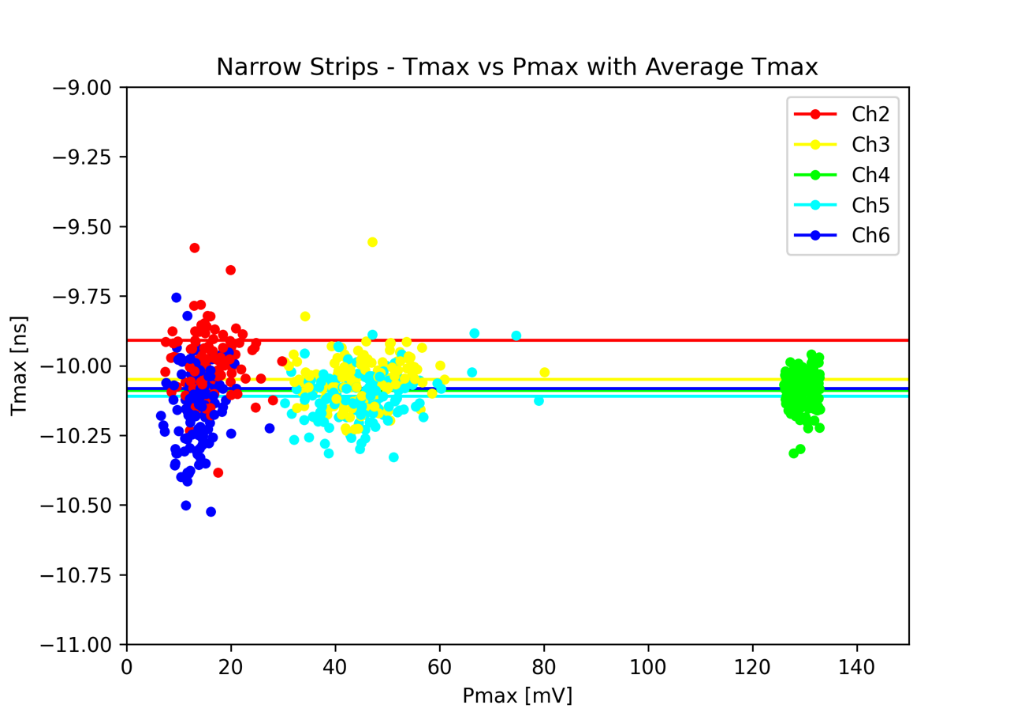 Narrow Strips - Tmax vs Pmax with Average Tmax
−9.00
−9.25
−9.50
−9.75
−10.00
−10.25
−10.50
−10.75
−11.00
Tmax [ns]
Ch2
Ch3
Ch4
Ch5
Ch6
0 20 40 60 80 100 120 140
Pmax [mV]